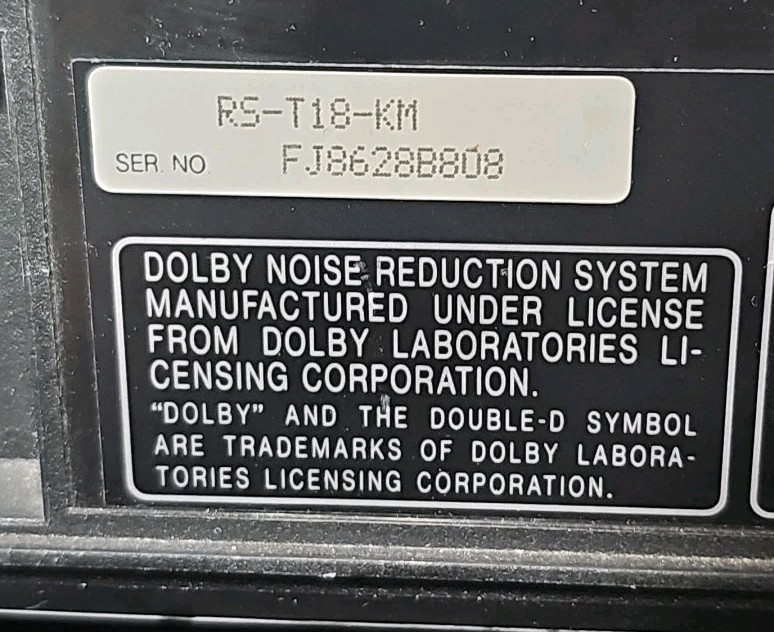 RS-T18-KM
SER. NO. FJ8628B808
DOLBY NOISE REDUCTION SYSTEM
MANUFACTURED UNDER LICENSE
FROM DOLBY LABORATORIES LI-
CENSING CORPORATION.
"DOLBY" AND THE DOUBLE-D SYMBOL
ARE TRADEMARKS OF DOLBY LABORA-
TORIES LICENSING CORPORATION.